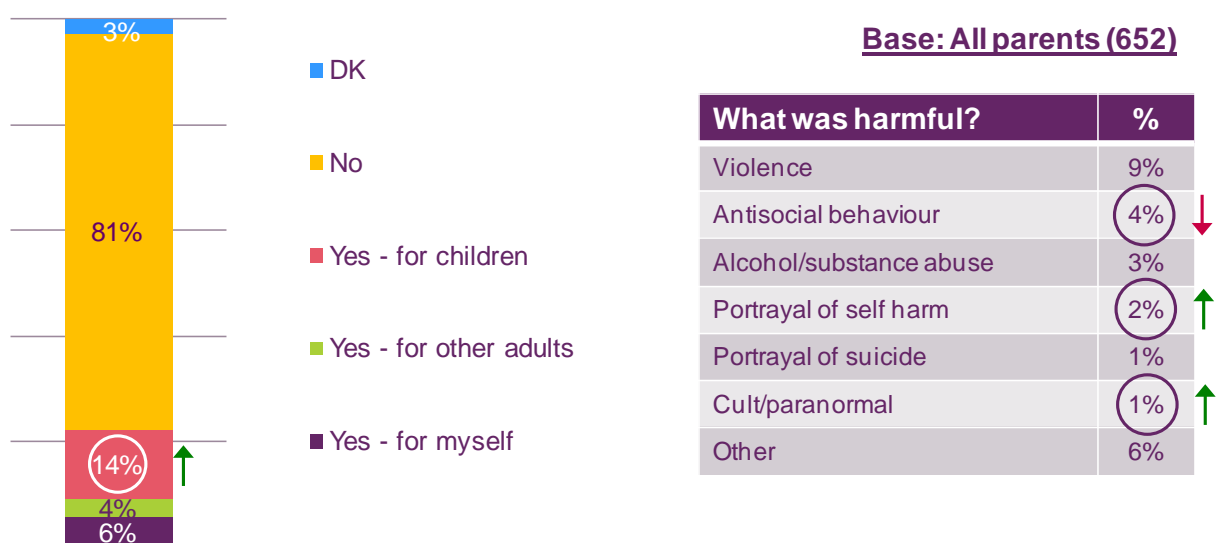 3%
81%
14%
4%
6%
DK
No
Yes - for children
Yes - for other adults
Yes - for myself
Base: All parents (652)
What was harmful? %
Violence 9%
Antisocial behaviour 4%
Alcohol/substance abuse 3%
Portrayal of self harm 2%
Portrayal of suicide 1%
Cult/paranormal 1%
Other 6%